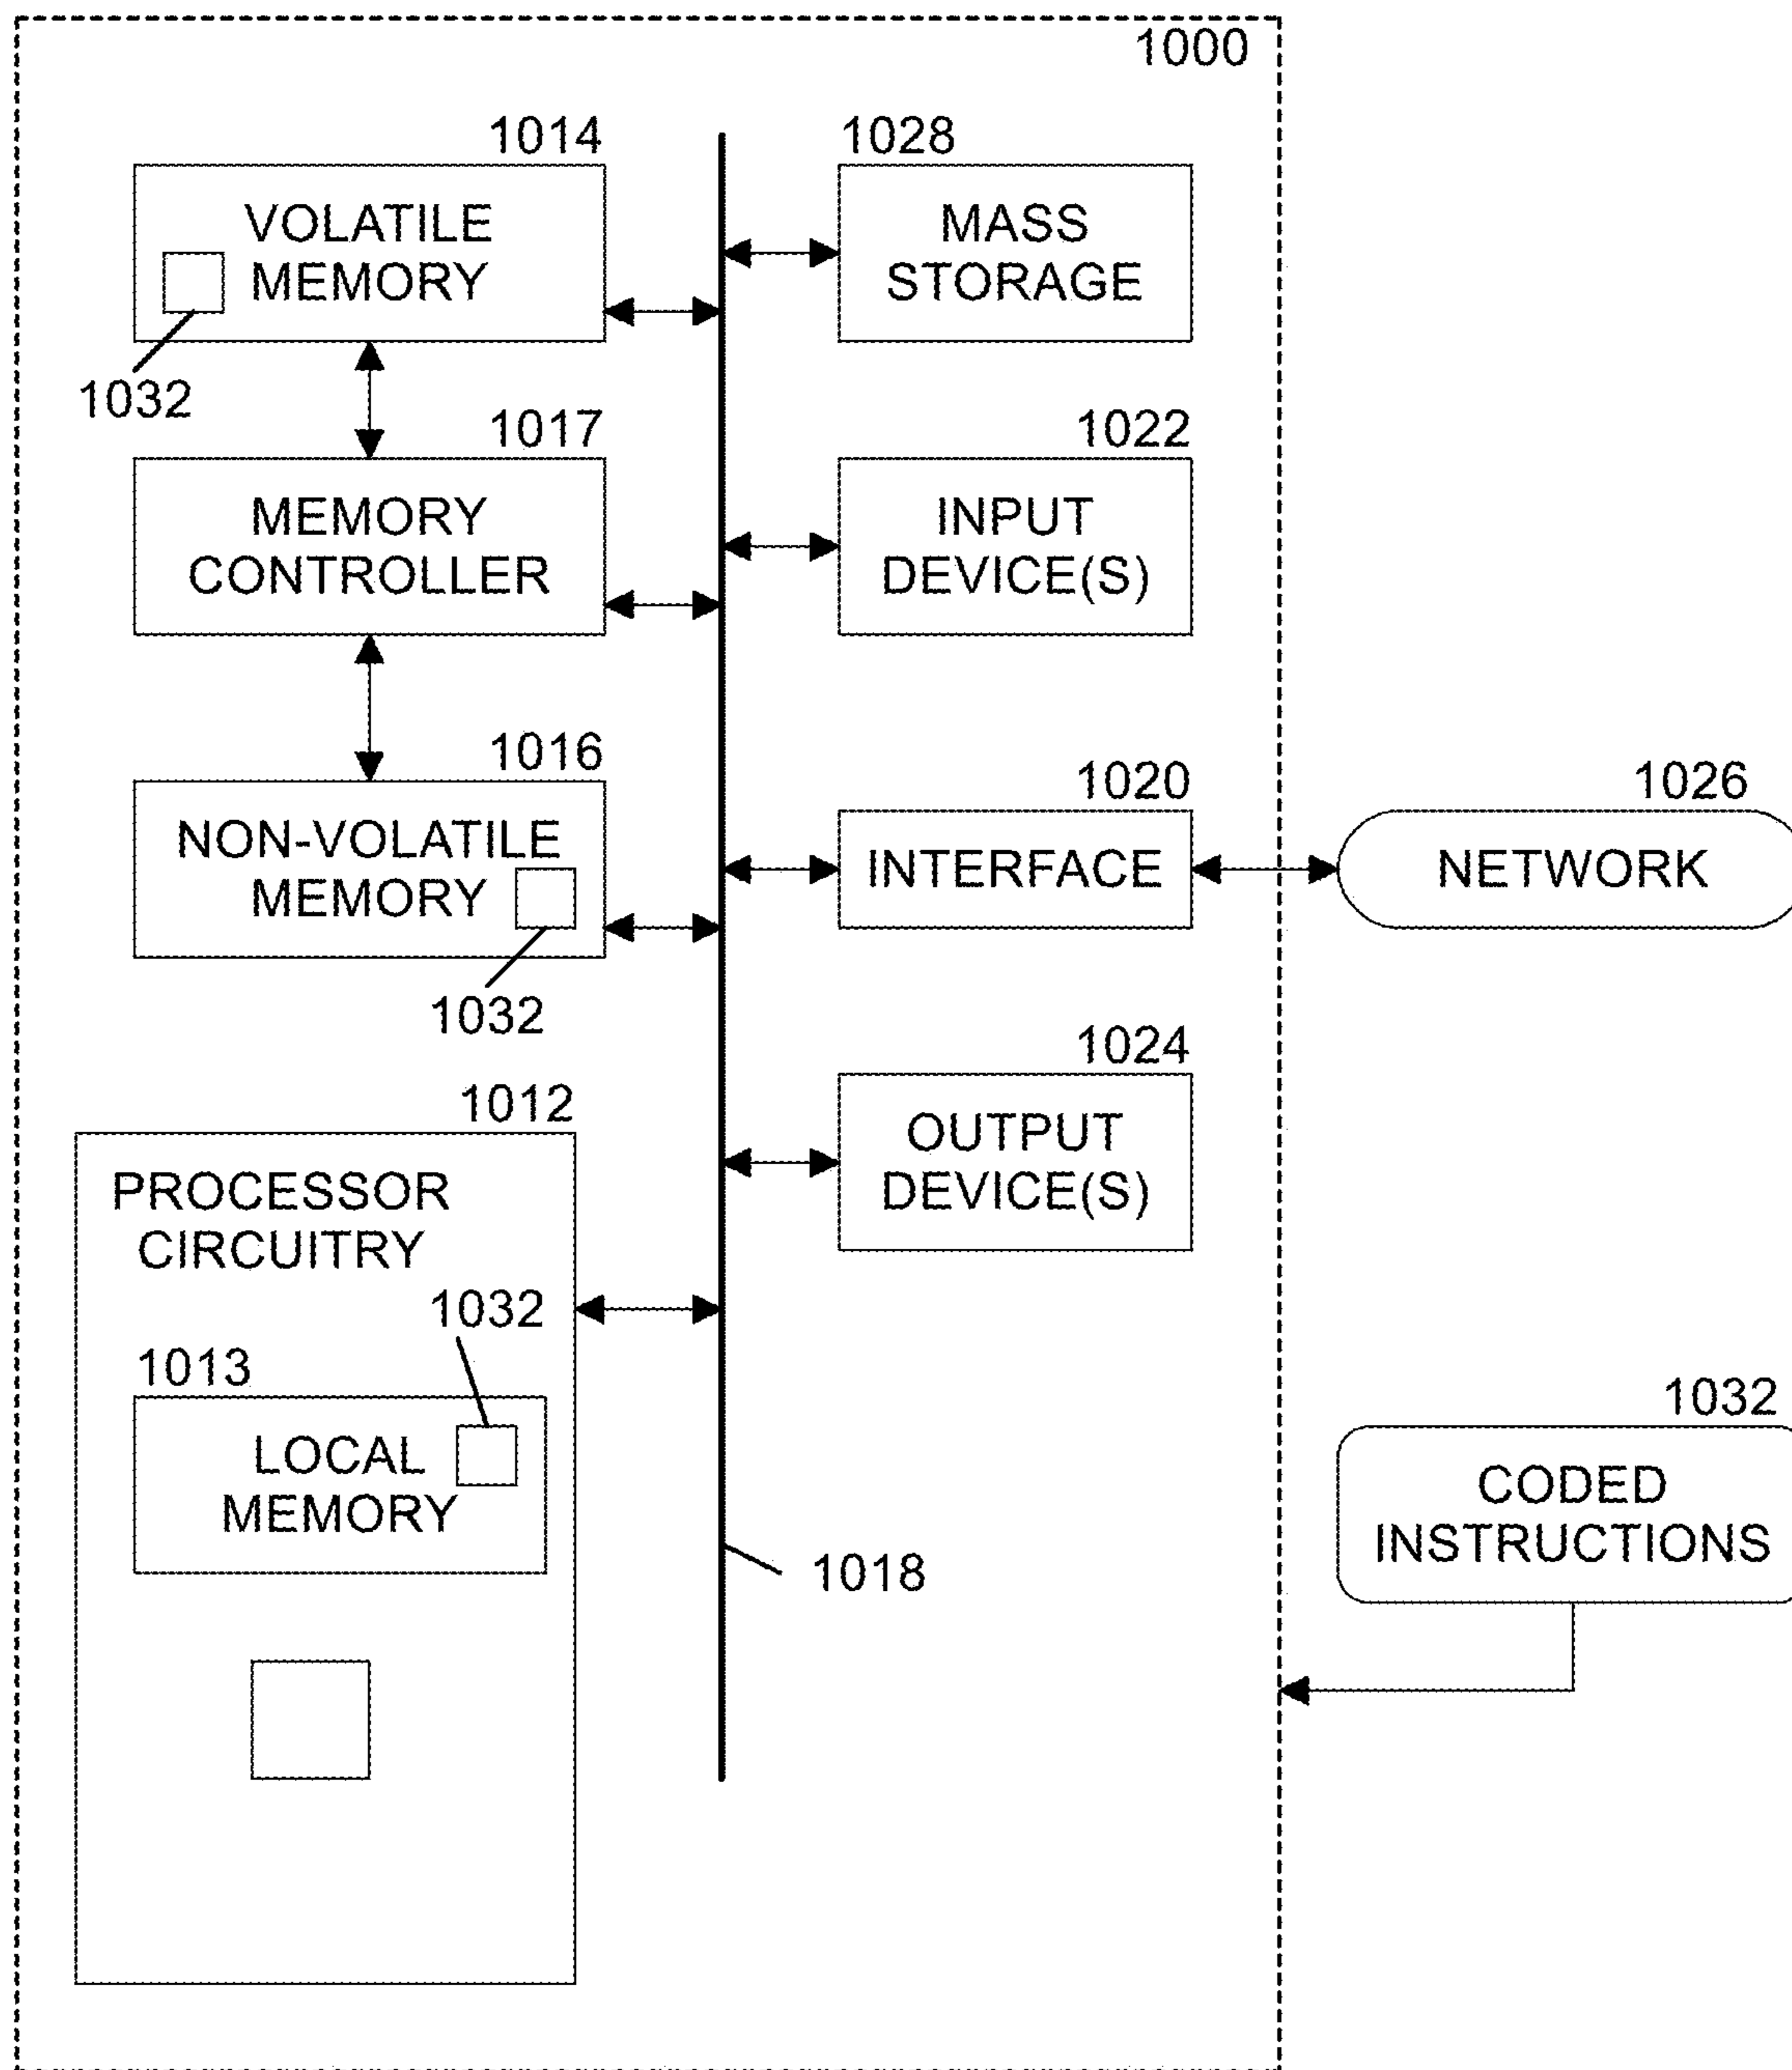 1000
1014
VOLATILE
MEMORY
1032
1017
MEMORY
CONTROLLER
1016
NON-VOLATILE
MEMORY
1032
1012
PROCESSOR
CIRCUITRY
1032
1013
LOCAL
MEMORY
1018
1028
MASS
STORAGE
1022
INPUT
DEVICE(S)
1020
INTERFACE
1024
OUTPUT
DEVICE(S)
1026
NETWORK
1032
CODED
INSTRUCTIONS